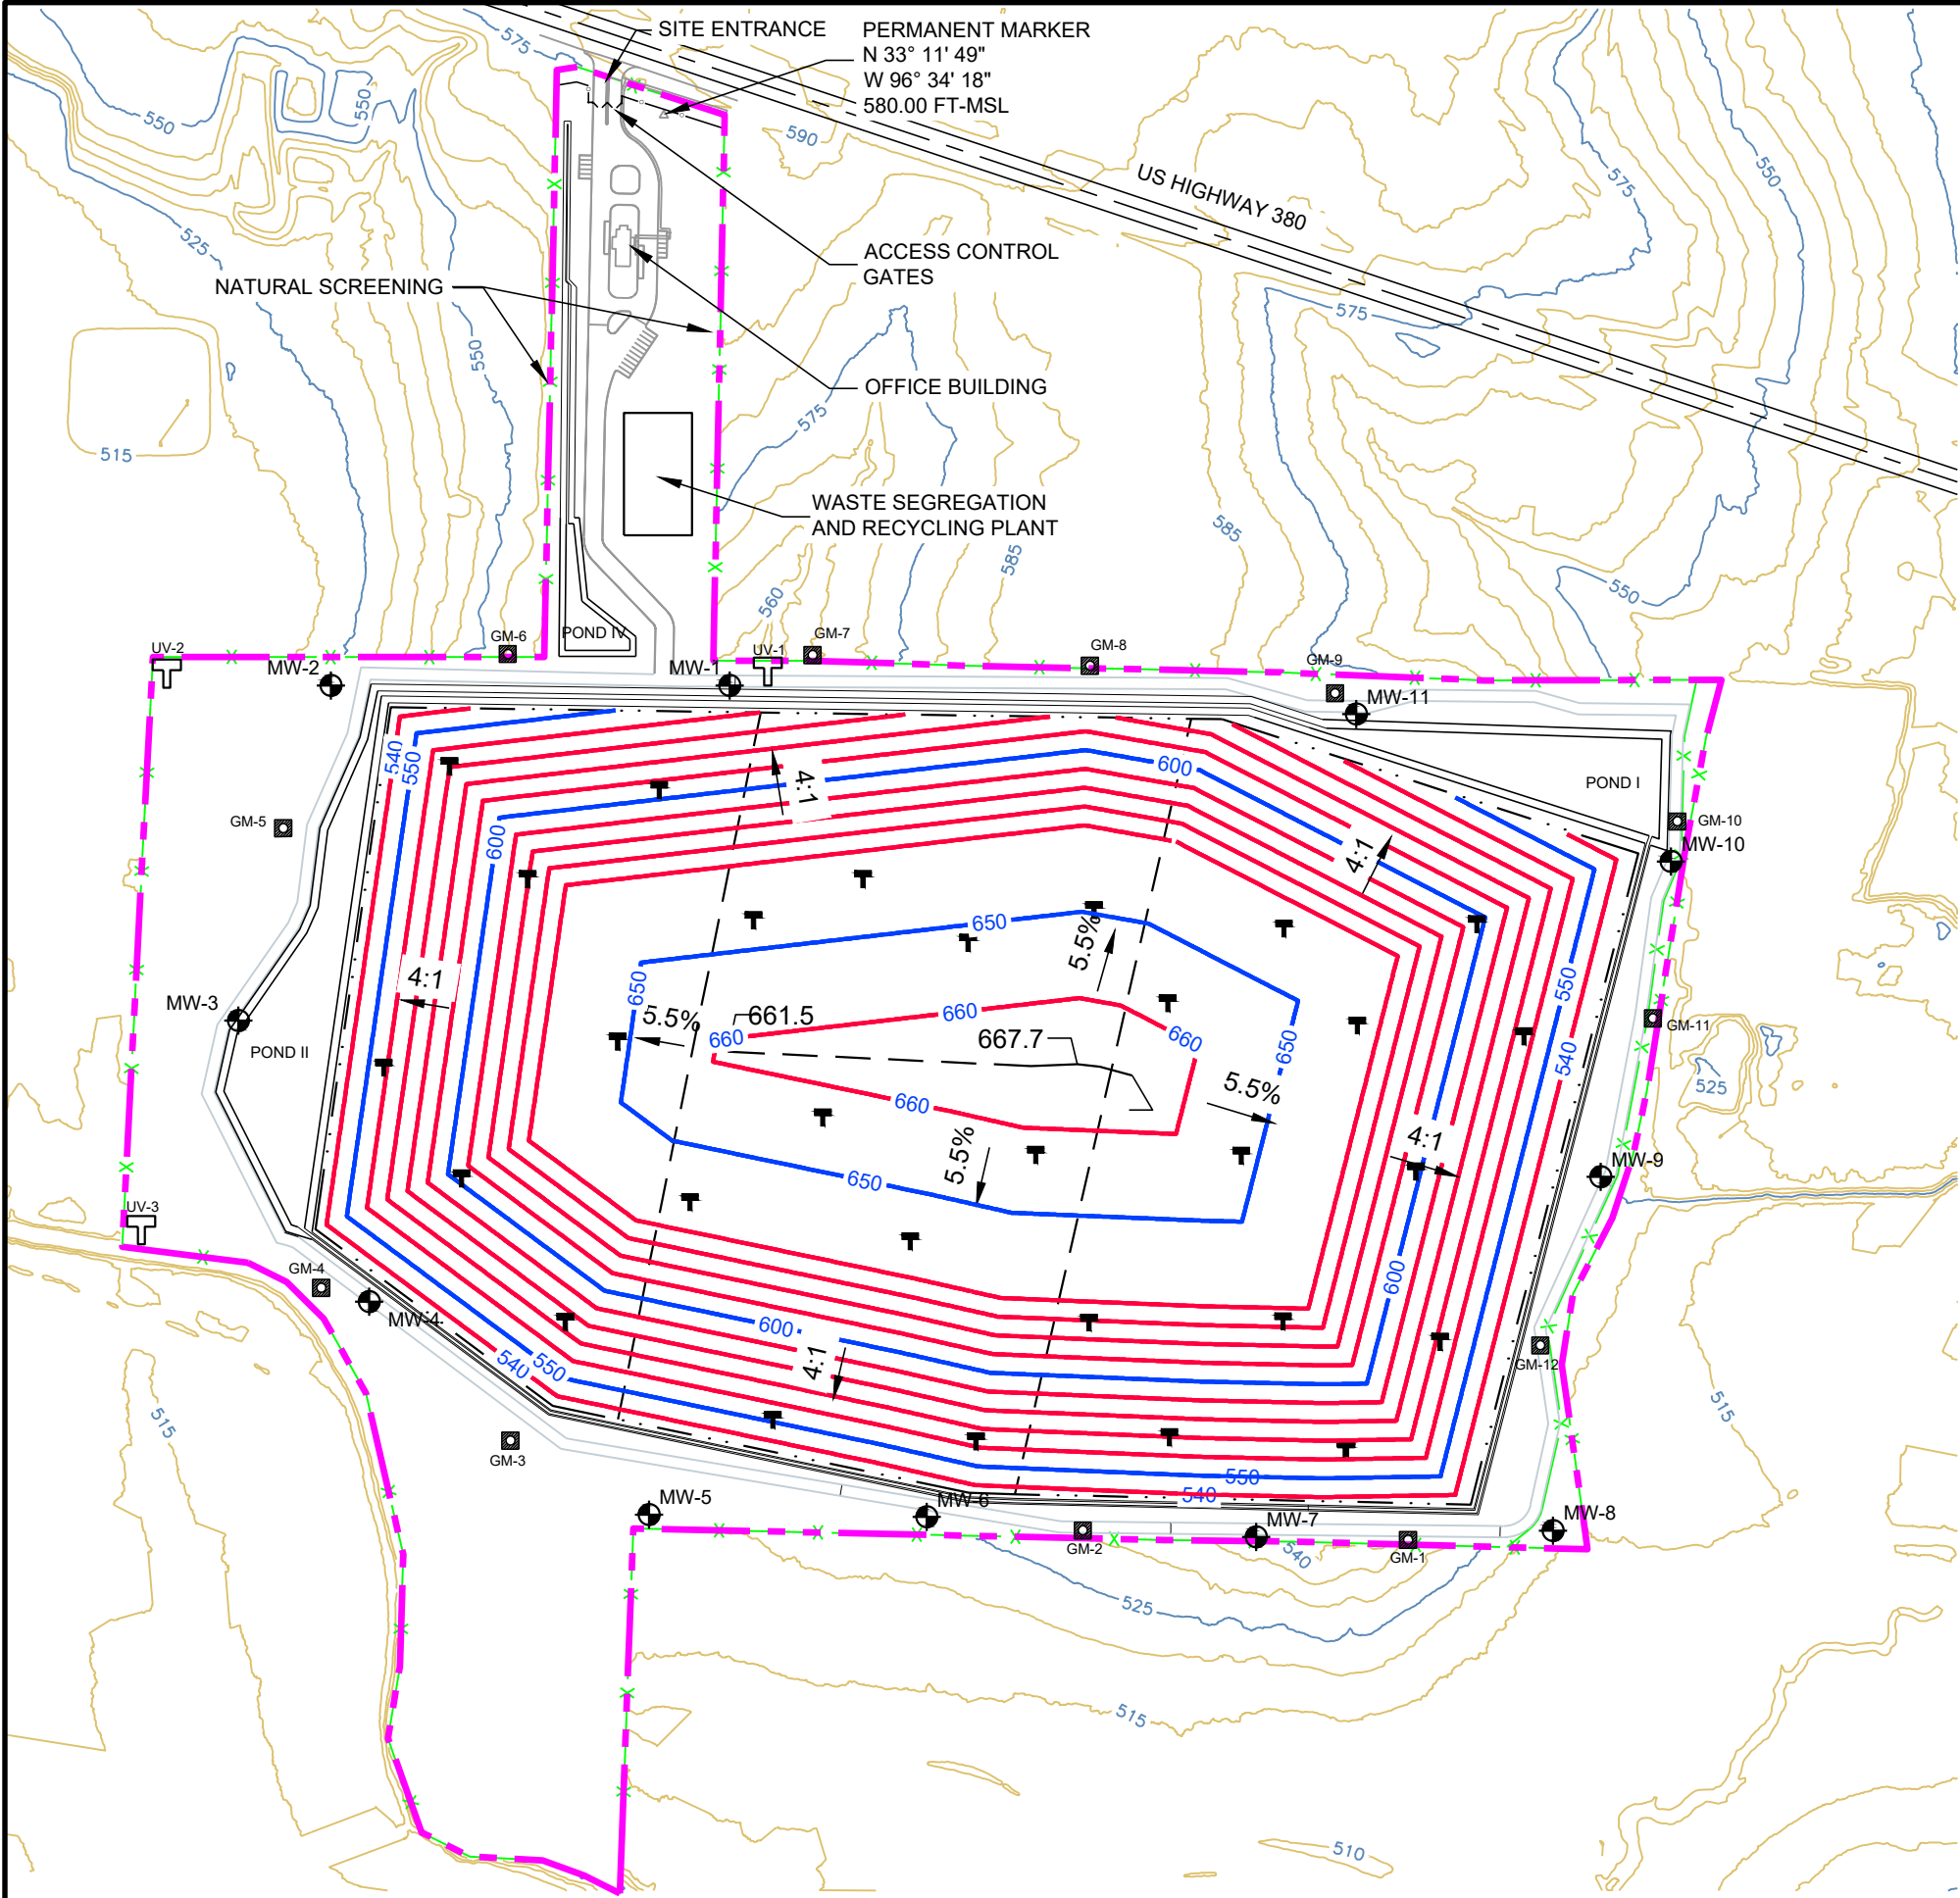 SITE ENTRANCE
PERMANENT MARKER
N 33° 11' 49"
W 96° 34' 18"
580.00 FT-MSL
575
550
550
590
US HIGHWAY 380
575
550
525
ACCESS CONTROL
GATES
NATURAL SCREENING
575
550
OFFICE BUILDING
575
515
WASTE SEGREGATION
AND RECYCLING PLANT
585
585
560
550
POND IV
GM-6
GM-7
UV-2
UV-1
GM-8
GM-9
MW-2
MW-1
MW-11
540
550
600
4:1
POND I
GM-5
600
4:1
GM-10
MW-10
650
5.5%
4:1
650
550
MW-3
5.5%
661.5
660
660
667.7
660
650
GM-11
540
POND II
660
5.5%
525
4:1
5.5%
650
MW-9
UV-3
GM-4
MW-4
600
600
4:1
540
550
GM-12
515
515
GM-3
550
540
MW-5
MW-6
MW-7
MW-8
GM-2
GM-1
540
525
515
510